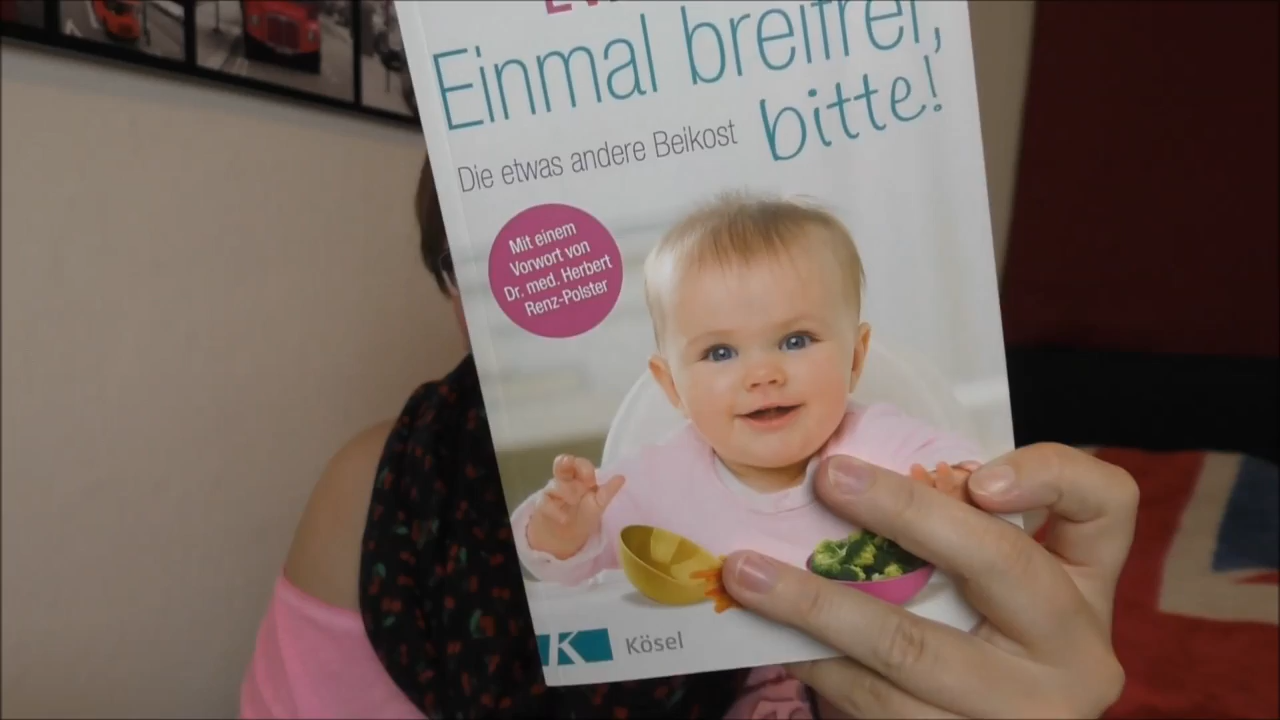 Einmal breifrei,
bitte!
Die etwas andere Beikost
Mit einem
Vorwort von
Dr. med. Herbert
Renz-Polster
K Kösel